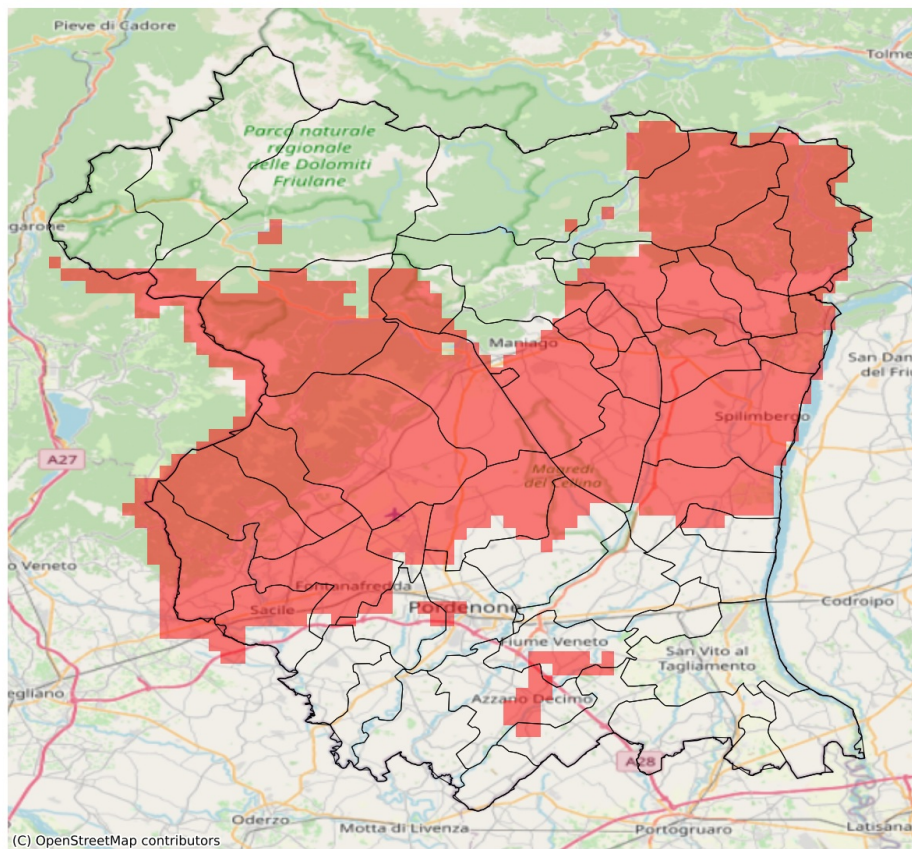 Pieve di Cadore
Tolme
Parco naturale
regionale
delle Dolomiti
Friulane
garone
Maniago
San Dan
del Friu
Spilimbergo
A27
Magredi
del Cellino
o Veneto
Fontanafredda
Sacile
Pordenone
Codroipo
Fiume Veneto
San Vito al
Tagliamento
egliano
Azzano Decimo
A28
Oderzo
Motta di Livenza
Portogruaro
Latisana
(C) OpenStreetMap contributors